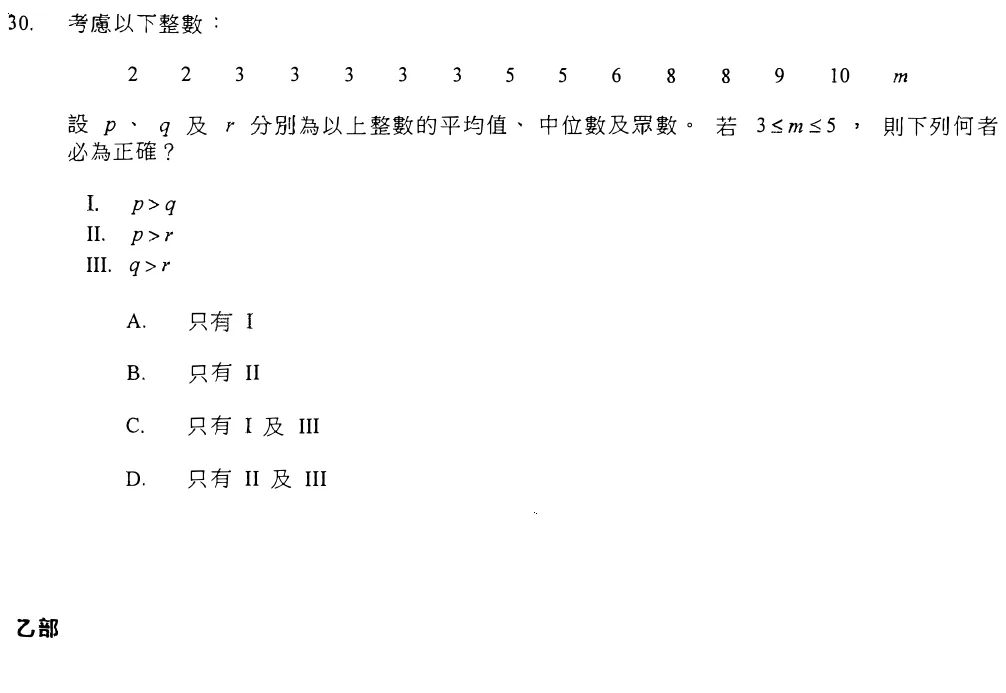 30. 考慮以下整數：
2 2 3 3 3 3 3 5 5 6 8 8 9 10 m
設 p、 q 及 r 分別為以上整數的平均值、中位數及眾數。 若 3≤m≤5 ， 則下列何者
必為正確？
I. p>q
II. p>r
III. q>r
A. 只有 I
B. 只有 II
C. 只有 I 及 III
D. 只有 II 及 III
乙部